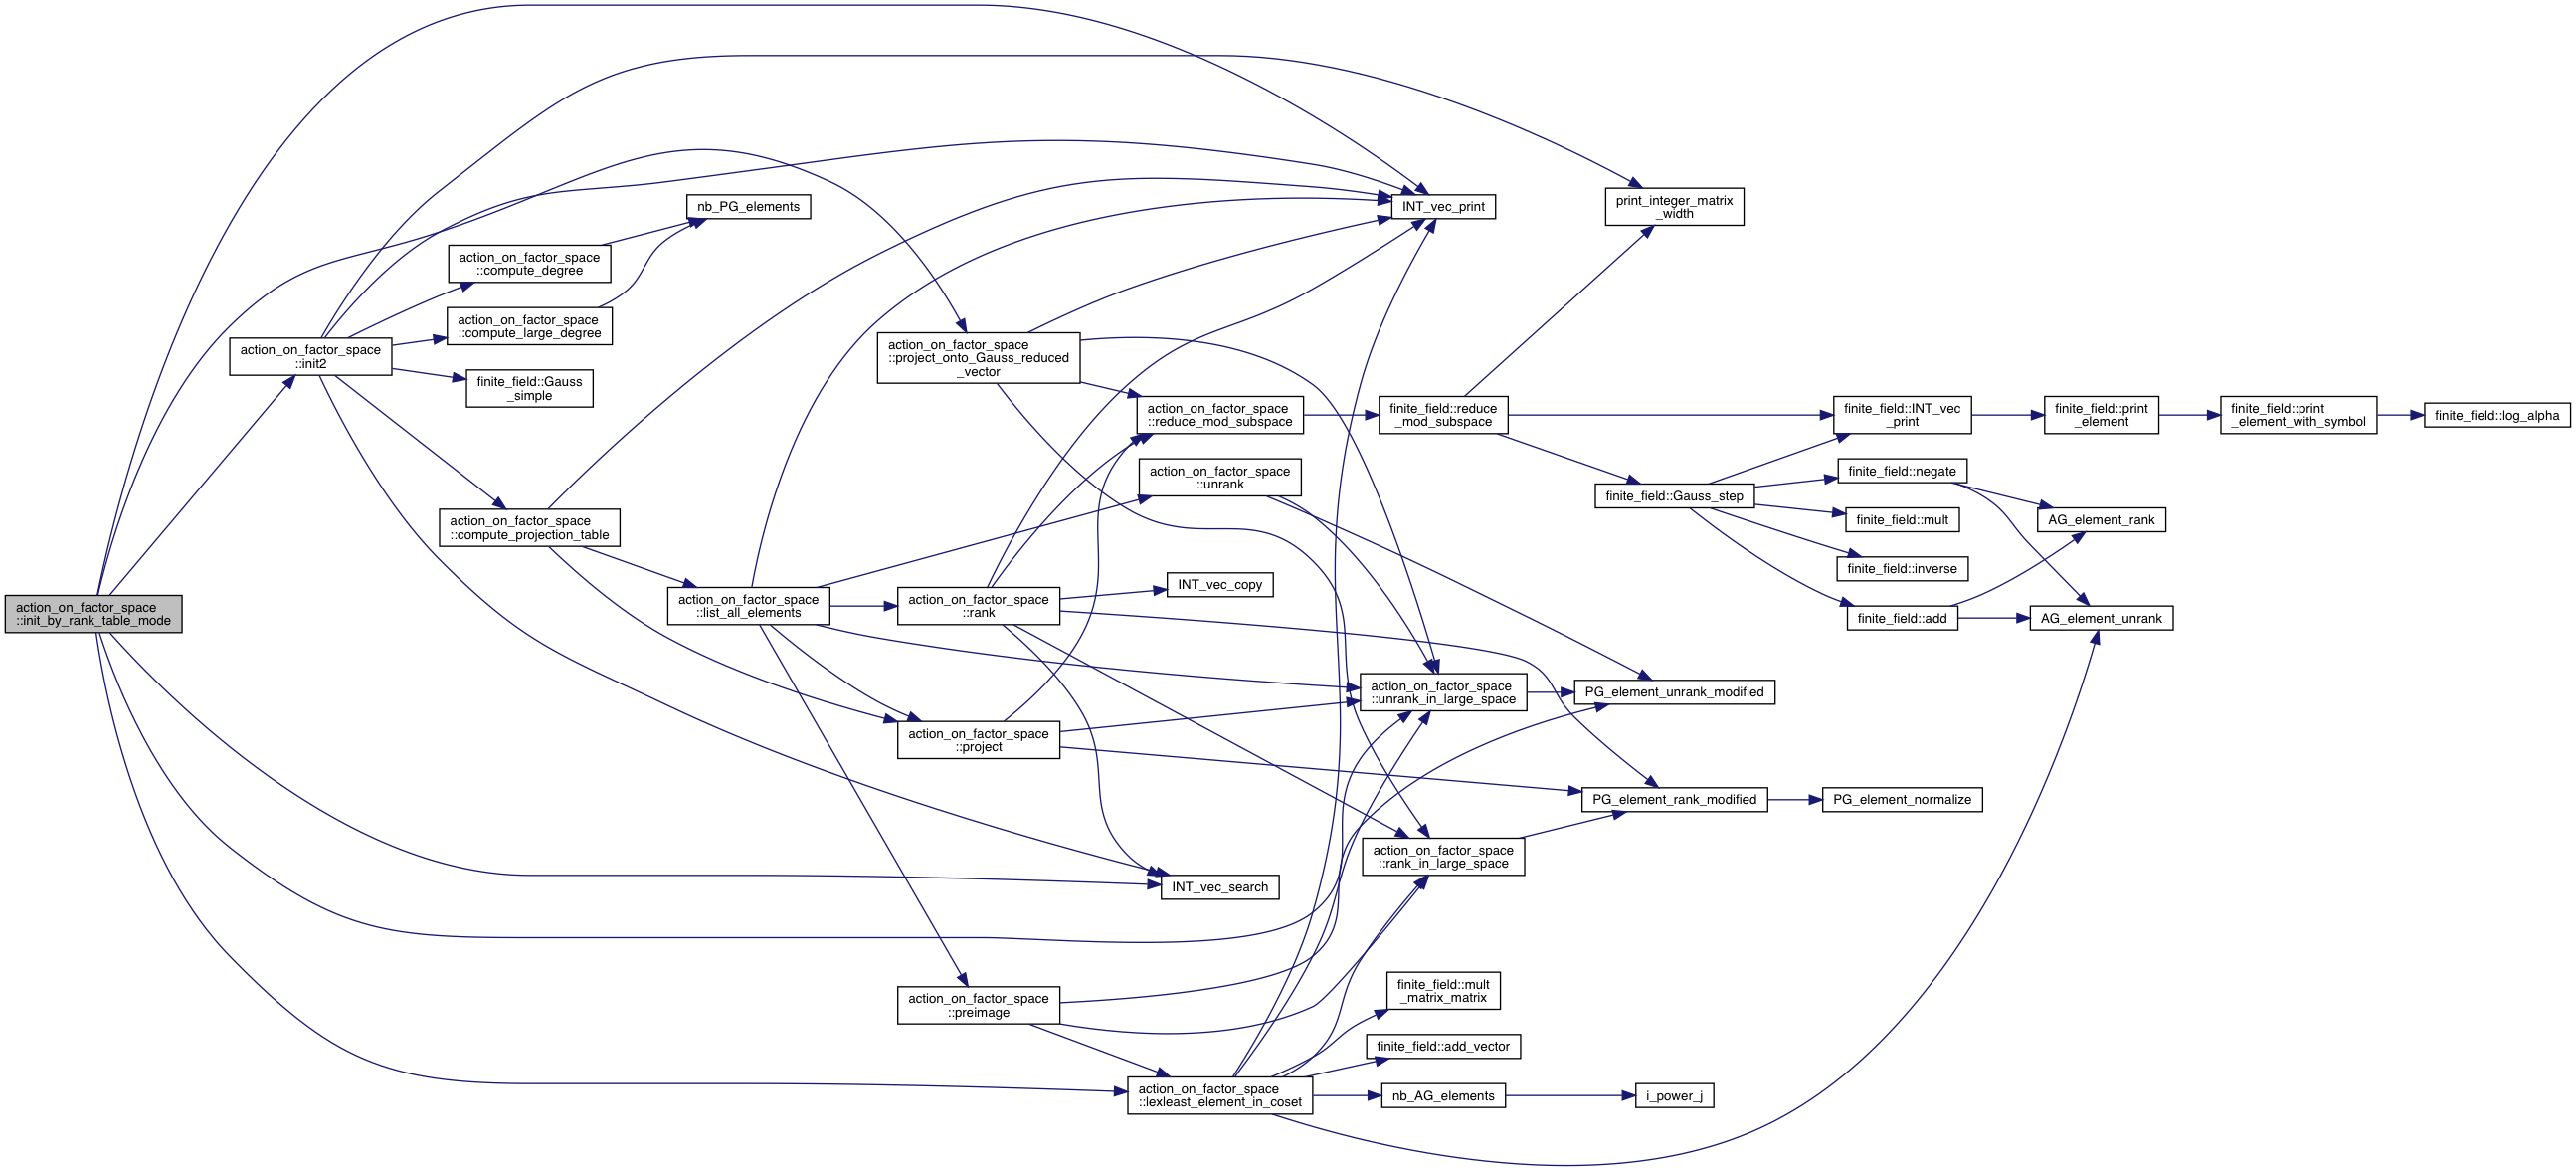 action_on_factor_space
::init_by_rank_table_mode
action_on_factor_space
::init2
nb_PG_elements
action_on_factor_space
::compute_degree
action_on_factor_space
::compute_large_degree
finite_field::Gauss
_simple
action_on_factor_space
::compute_projection_table
action_on_factor_space
::list_all_elements
action_on_factor_space
::project_onto_Gauss_reduced
_vector
action_on_factor_space
::rank
action_on_factor_space
::project
action_on_factor_space
::preimage
action_on_factor_space
::reduce_mod_subspace
action_on_factor_space
::unrank
INT_vec_copy
INT_vec_search
action_on_factor_space
::lexleast_element_in_coset
INT_vec_print
finite_field::reduce
_mod_subspace
action_on_factor_space
::unrank_in_large_space
action_on_factor_space
::rank_in_large_space
finite_field::mult
_matrix_matrix
finite_field::add_vector
nb_AG_elements
print_integer_matrix
_width
finite_field::Gauss_step
PG_element_unrank_modified
PG_element_rank_modified
i_power_j
finite_field::INT_vec
_print
finite_field::negate
finite_field::mult
finite_field::inverse
finite_field::add
PG_element_normalize
finite_field::print
_element
AG_element_rank
AG_element_unrank
finite_field::print
_element_with_symbol
finite_field::log_alpha